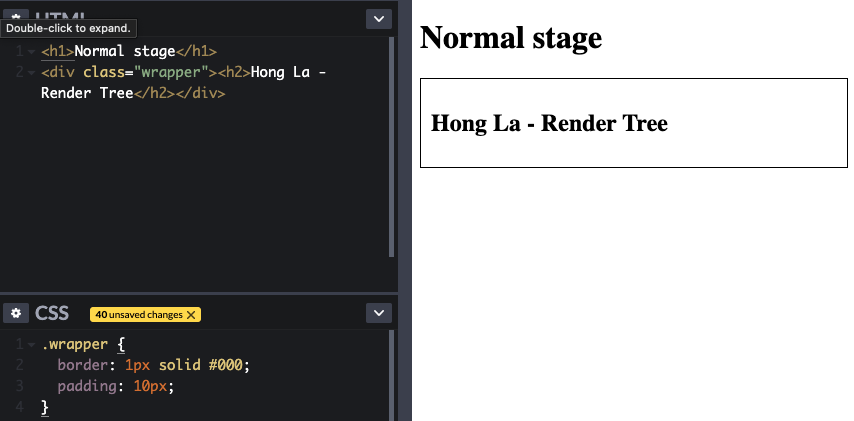 HTML
Double-click to expand.
1 <h1>Normal stage</h1>
2 <div class="wrapper"><h2>Hong La -
Render Tree</h2></div>
CSS 40 unsaved changes
1 .wrapper {
2 border: 1px solid #000;
3 padding: 10px;
4 }
Normal stage
Hong La - Render Tree